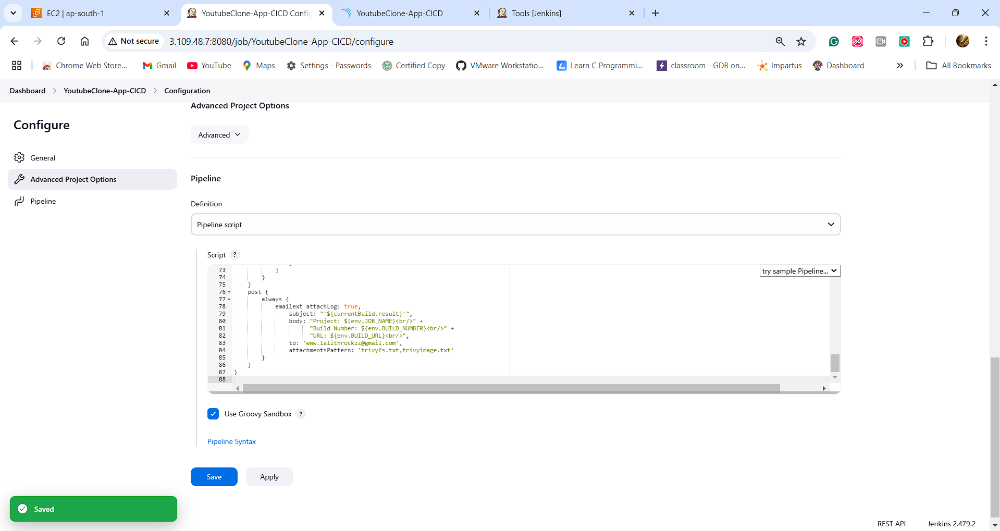 EC2 | ap-south-1
YoutubeClone-App-CICD Config
YoutubeClone-App-CICD
Tools [Jenkins]
Not secure
3.109.48.7:8080/job/YoutubeClone-App-CICD/configure
Chrome Web Store...
Gmail
YouTube
Maps
Settings - Passwords
Certified Copy
VMware Workstatio...
Learn C Programmi...
classroom - GDB on...
Impartus
Dashboard
All Bookmarks
Dashboard > YoutubeClone-App-CICD > Configuration
Configure
General
Advanced Project Options
Pipeline
Advanced Project Options
Advanced
Pipeline
Definition
Pipeline script
Script ?
try sample Pipeline...
73 }
74 }
75 }
76 post {
77 always {
78 emailext attachLog: true,
79 subject: "'${currentBuild.result}'",
80 body: "Project: ${env.JOB_NAME}<br/>" +
81 "Build Number: ${env.BUILD_NUMBER}<br/>" +
82 "URL: ${env.BUILD_URL}<br/>",
83 to: 'www.lalithrockzz@gmail.com',
84 attachmentsPattern: 'trivyfs.txt,trivyimage.txt'
85 }
86 }
87 }
88
Use Groovy Sandbox ?
Pipeline Syntax
Save
Apply
Saved
REST API
Jenkins 2.479.2